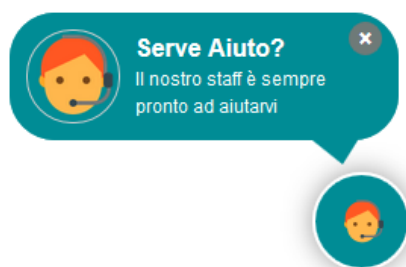 Serve Aiuto?
Il nostro staff è sempre
pronto ad aiutarvi